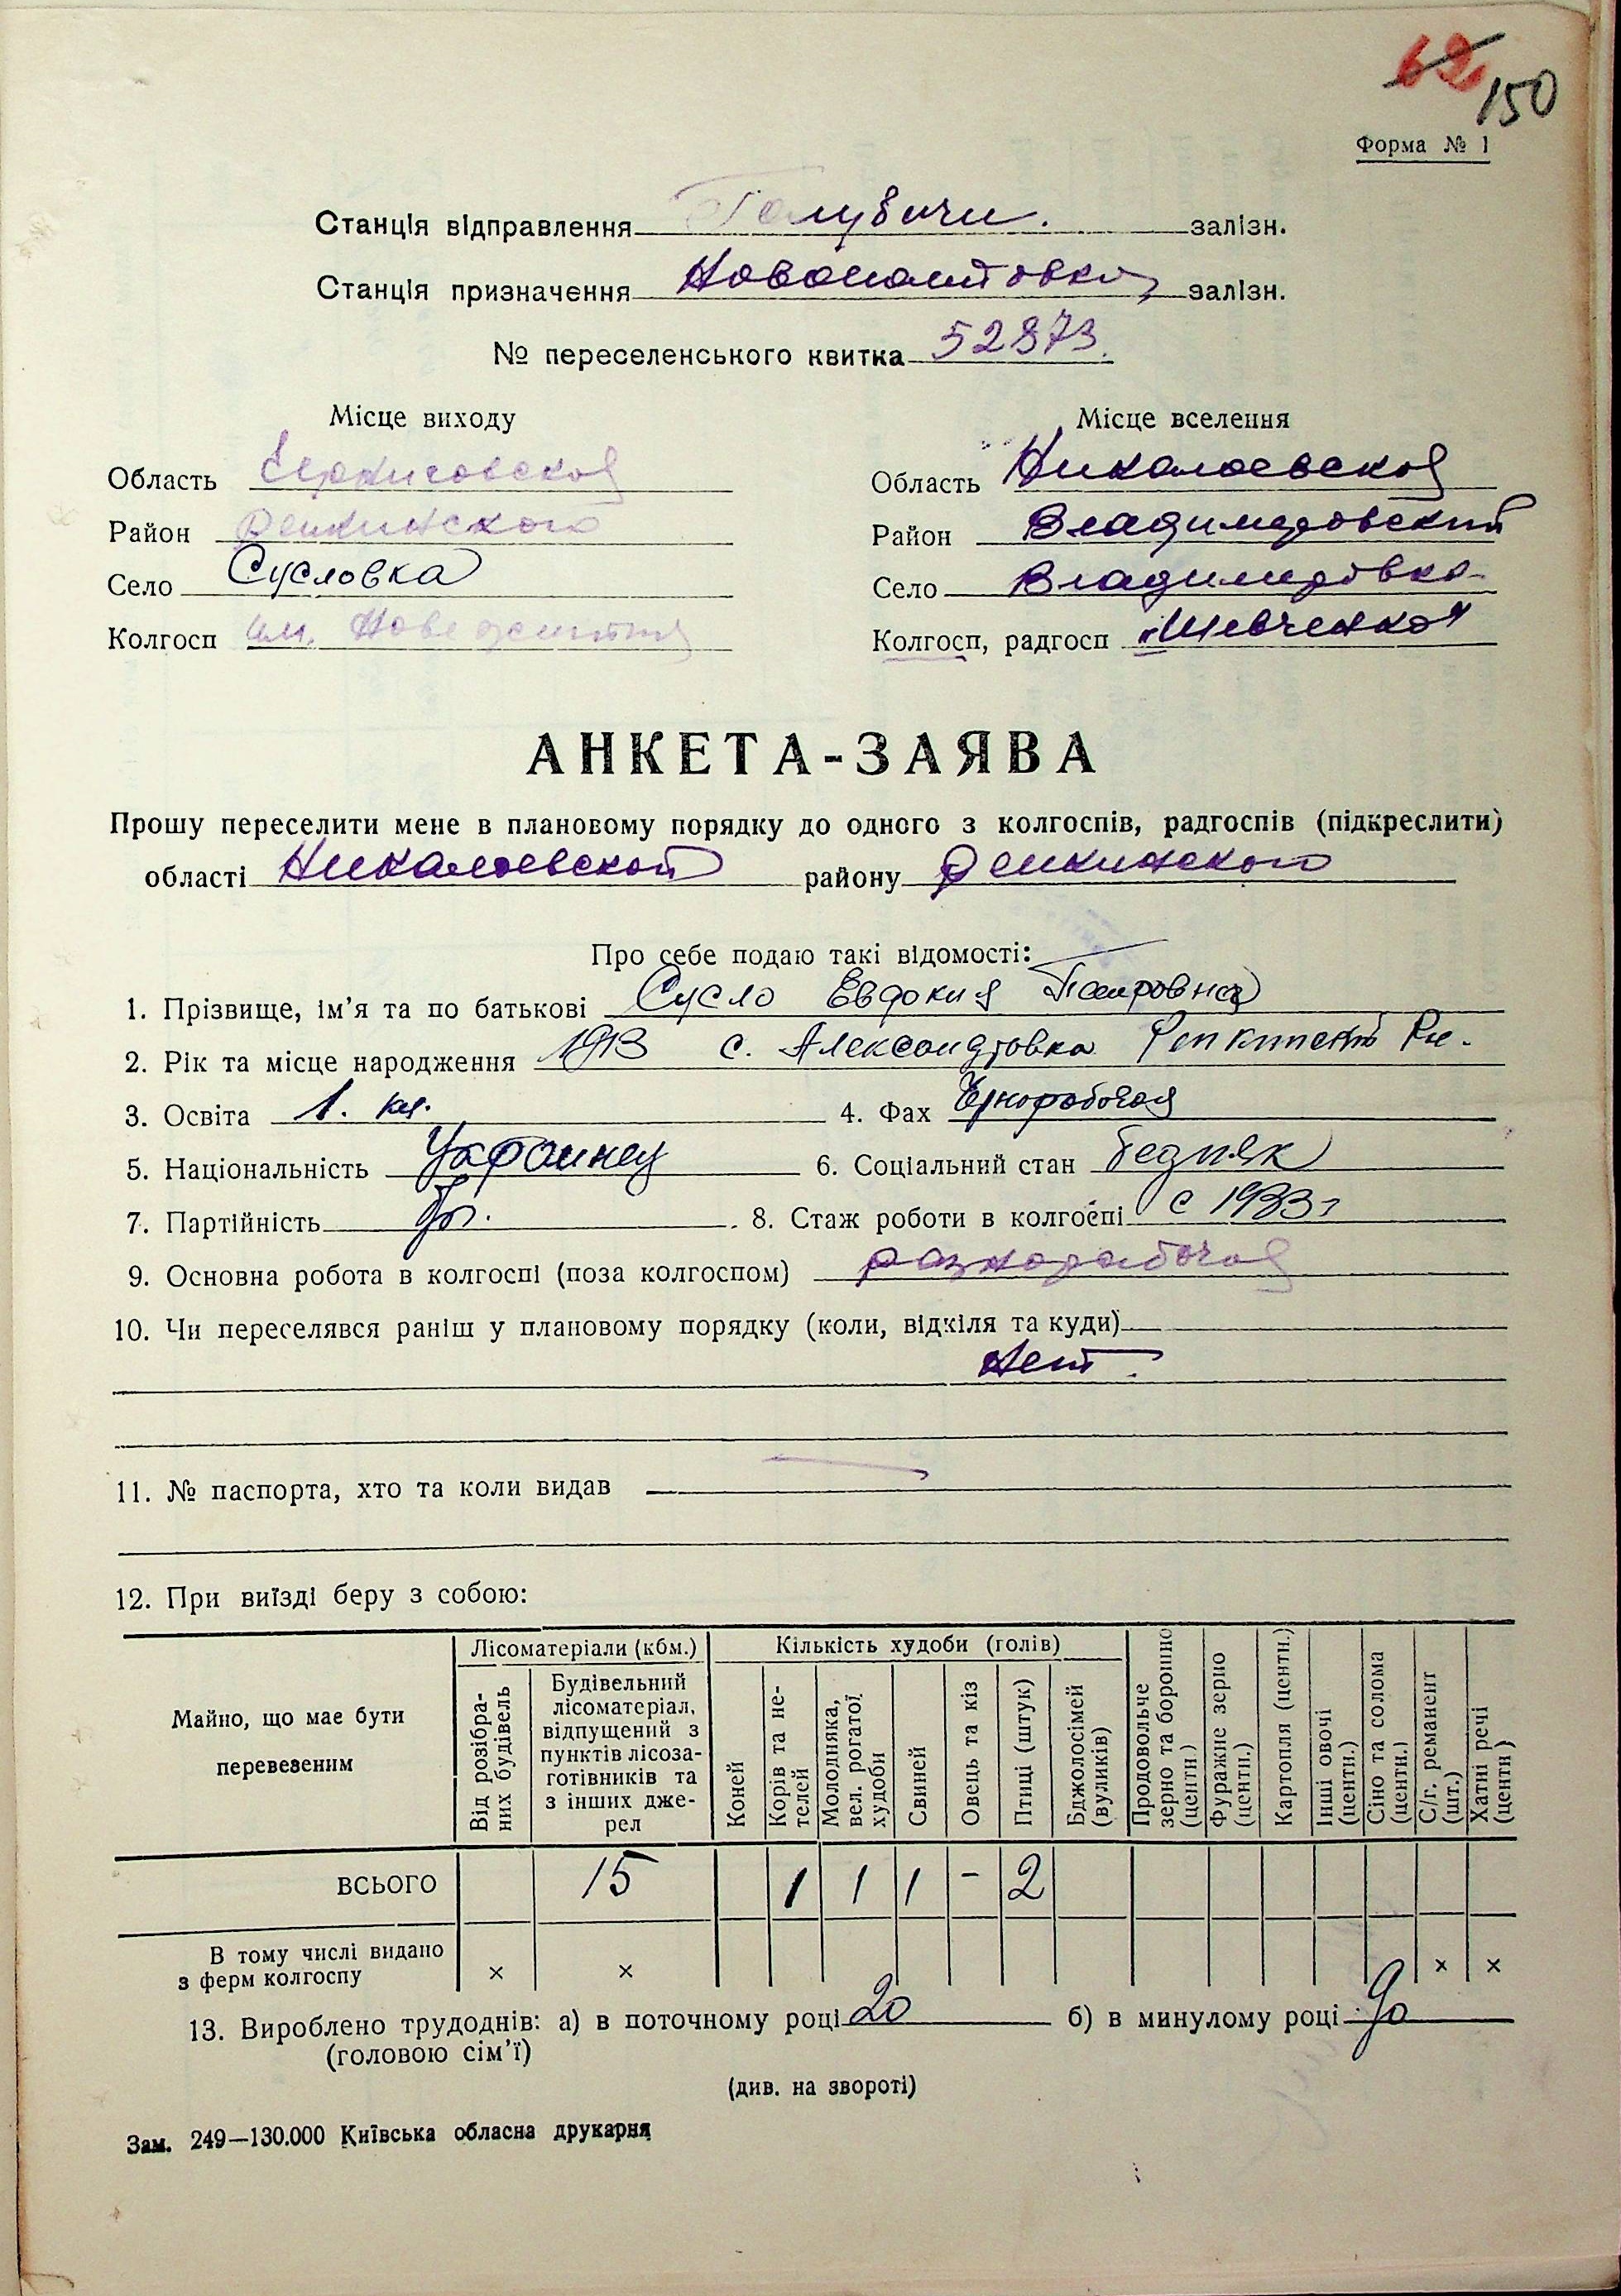 62 150
Форма № 1
Станція відправлення Голубичи. залізн.
Станція призначення Новополтовка залізн.
№ переселенського квитка 52873.
Місце виходу Місце вселення
Область Черниговской Область Николаевской
Район Репкинского Район Владимировский
Село Сусловка Село Владимировка
Колгосп им. Колгосп, радгосп „Шевченко"
АНКЕТА-ЗАЯВА
Прошу переселити мене в плановому порядку до одного з колгоспів, радгоспів (підкреслити)
області Николаевской району Репкинского
Про себе подаю такі відомості:
1. Прізвище, ім'я та по батькові Сусло Евдокия
2. Рік та місце народження 1913 с. Александровка
3. Освіта 1. кл. 4. Фах Чернорабочая
5. Національність Украинец 6. Соціальний стан бедняк
7. Партійність 8. Стаж роботи в колгоспі с 1933 г
9. Основна робота в колгоспі (поза колгоспом) разнорабочая
10. Чи переселявся раніш у плановому порядку (коли, відкіля та куди)
Нет.
11. № паспорта, хто та коли видав
12. При виїзді беру з собою:
Майно, що має бути перевезеним
Лісоматеріали (кбм.)
Від розібраних будівель
Будівельний лісоматеріал, відпущений з пунктів лісозаготівників та з інших джерел
Кількість худоби (голів)
Коней
Корів та нетелей
Молодняка, вел. рогатої худоби
Свиней
Овець та кіз
Птиці (штук)
Бджолосімей (вуликів)
Продовольче зерно та борошно (центн)
Фуражне зерно (центн.)
Картопля (центн.)
Інші овочі (центн.)
Сіно та солома (центн.)
С/г. реманент (шт.)
Хатні речі (центн)
ВСЬОГО 15 1 1 1 – 2
В тому числі видано
з ферм колгоспу × × × ×
13. Вироблено трудоднів: а) в поточному році 20 б) в минулому році 90
(головою сім'ї)
(див. на звороті)
Зам. 249—130.000 Київська обласна друкарня